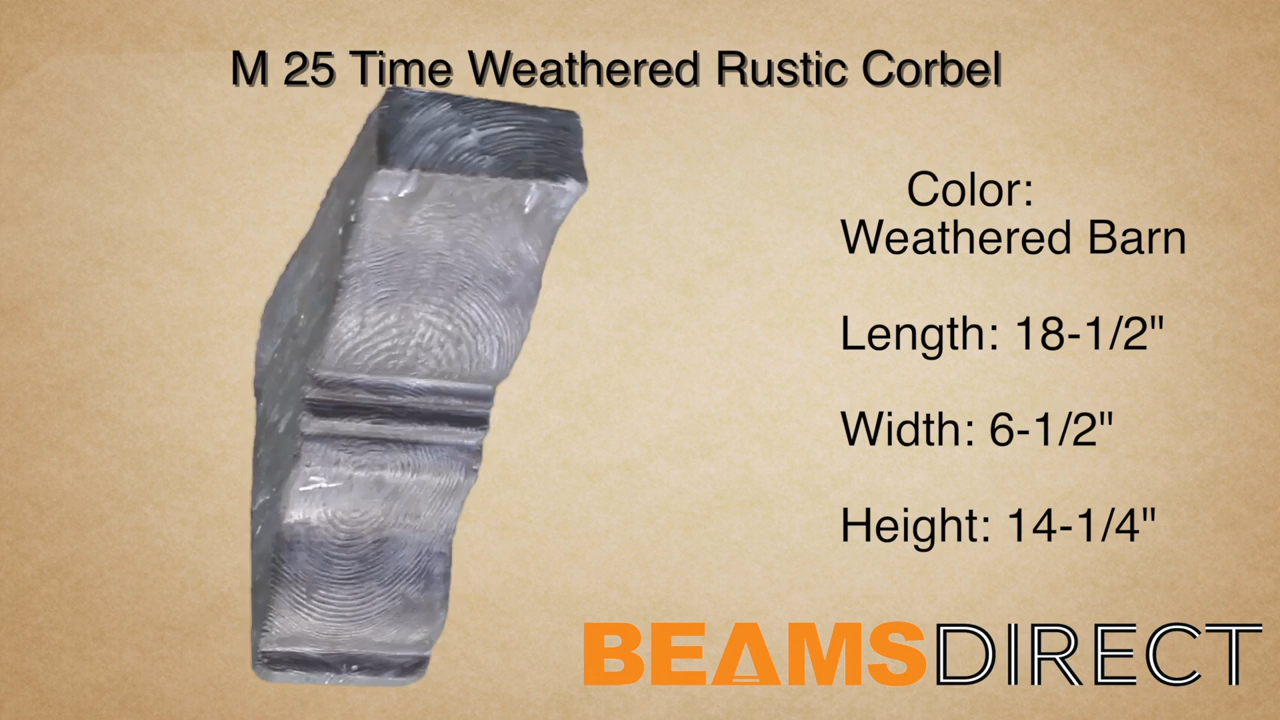 M 25 Time Weathered Rustic Corbel
Color:
Weathered Barn
Length: 18-1/2"
Width: 6-1/2"
Height: 14-1/4"
BEAMSDIRECT